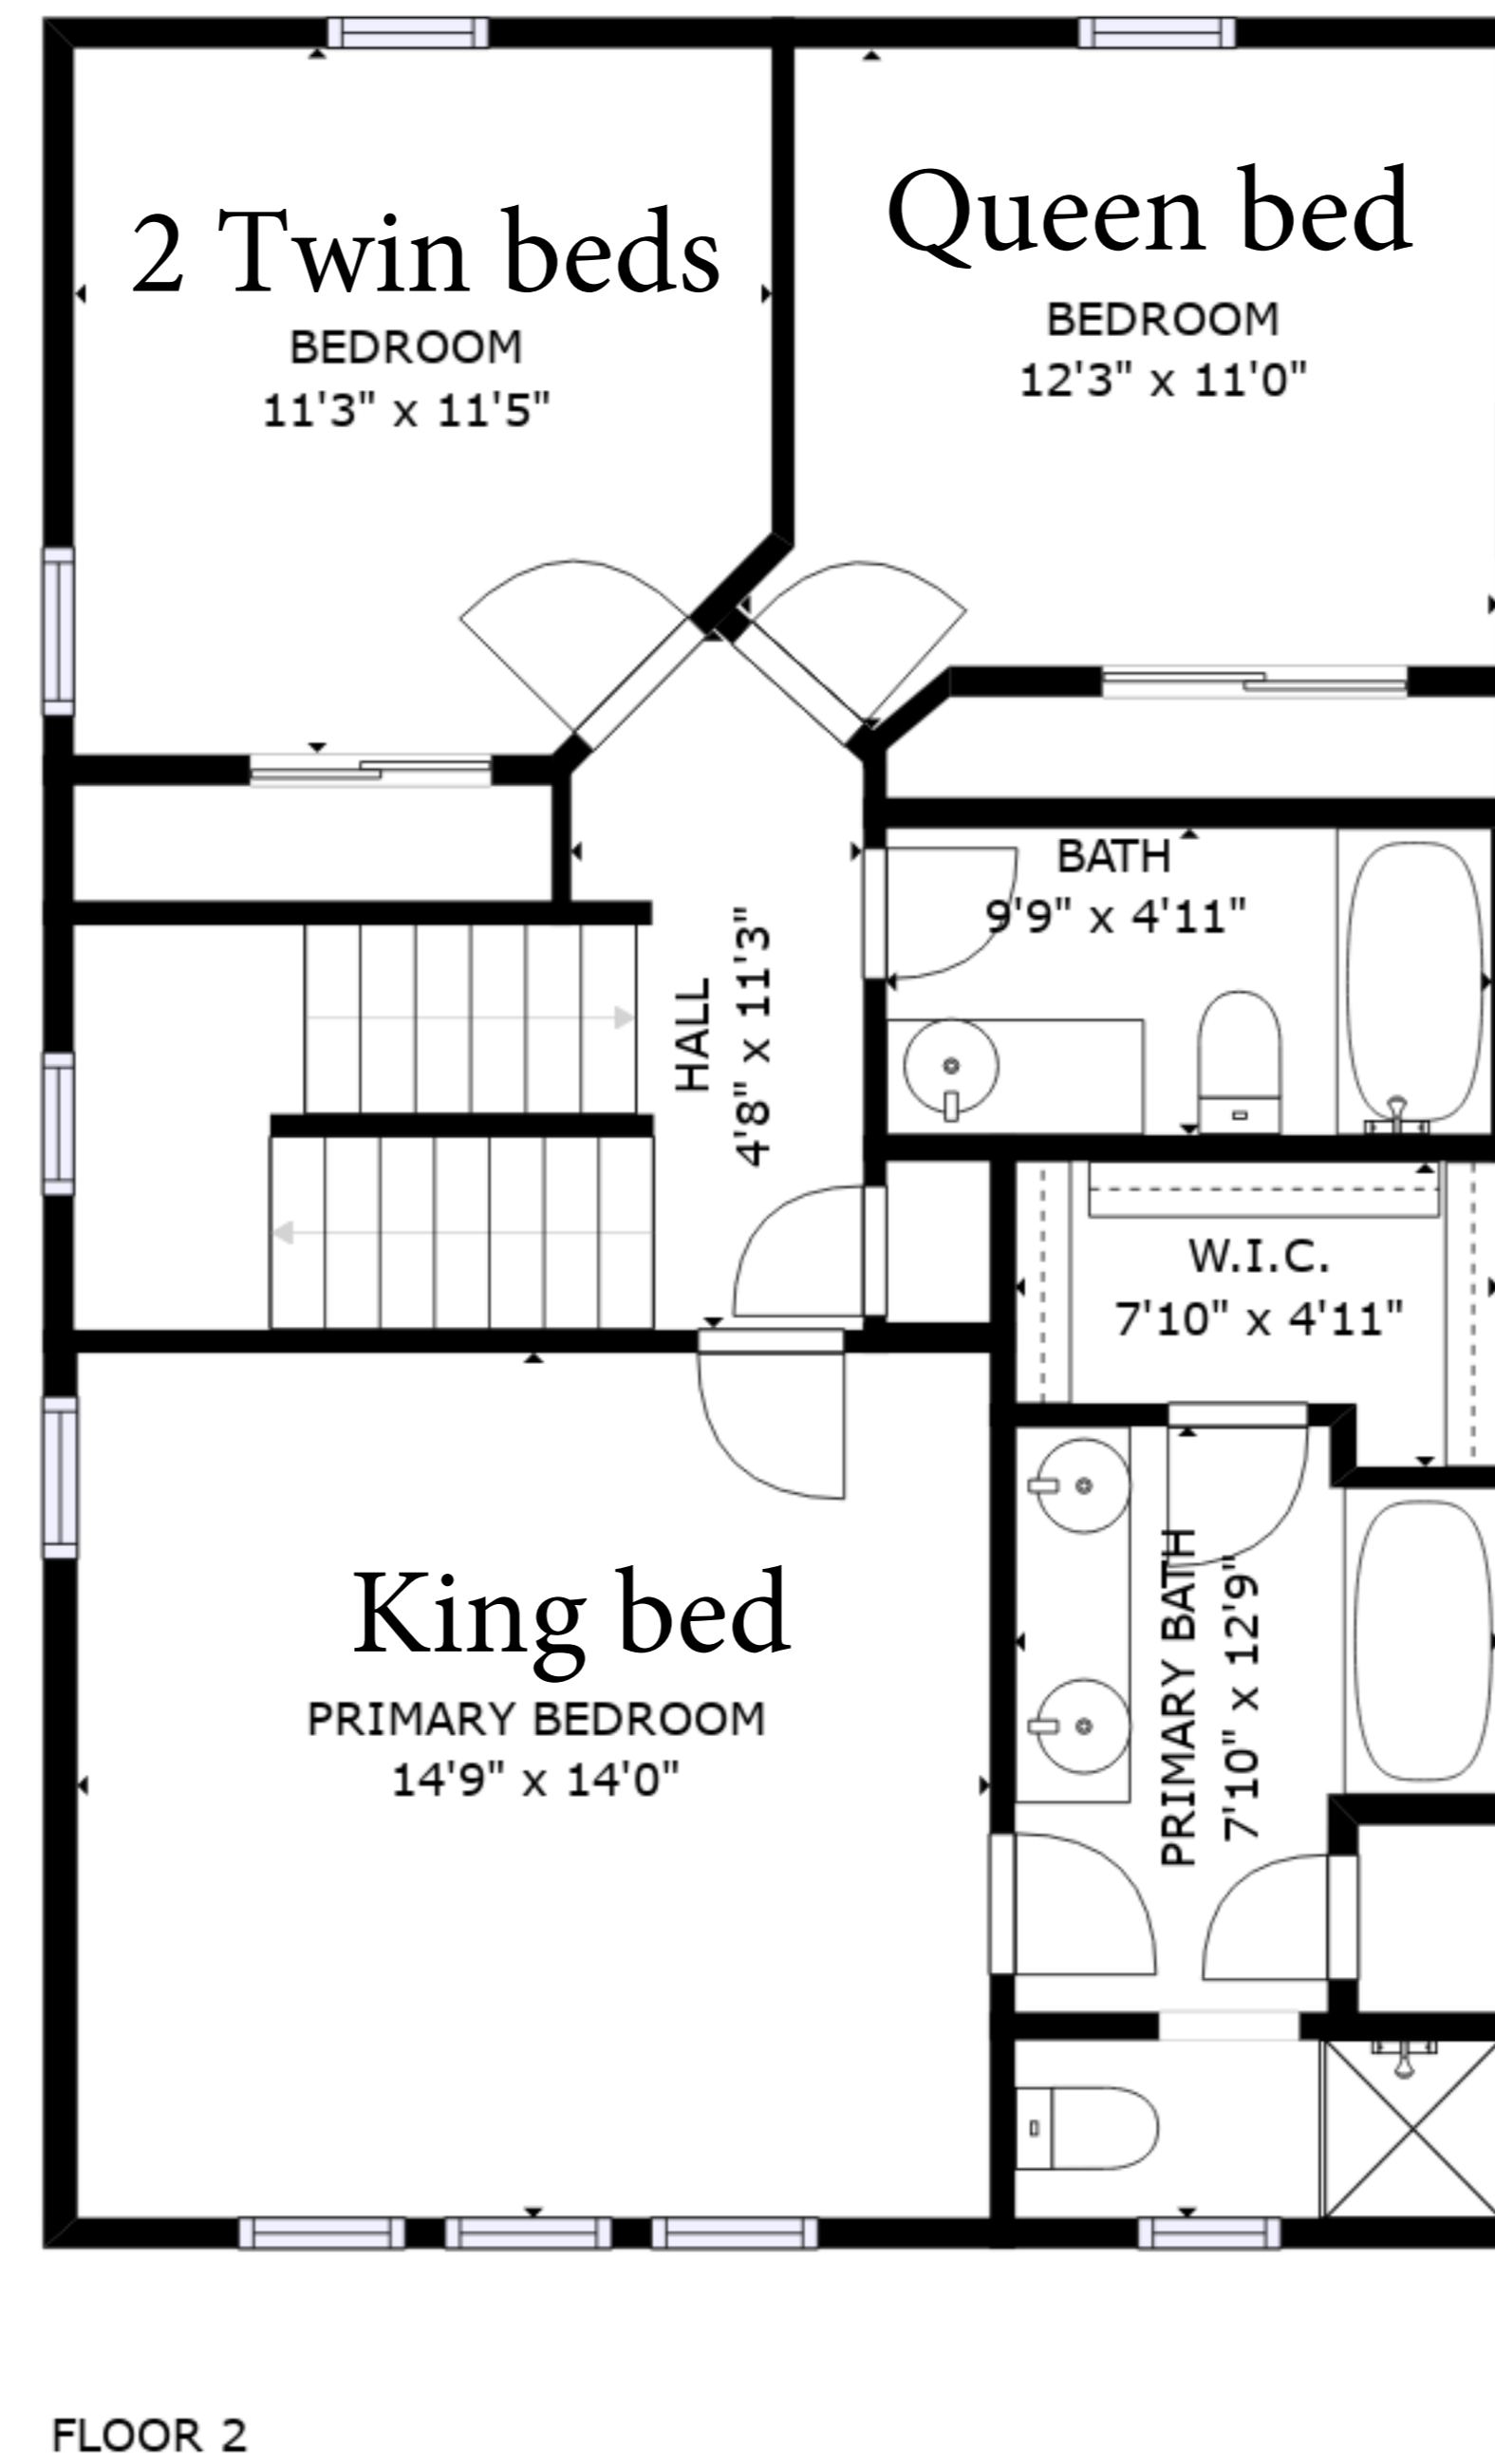 2 Twin beds
BEDROOM
11'3" x 11'5"
Queen bed
BEDROOM
12'3" x 11'0"
BATH
9'9" x 4'11"
HALL
4'8" x 11'3"
W.I.C.
7'10" x 4'11"
King bed
PRIMARY BEDROOM
14'9" x 14'0"
PRIMARY BATH
7'10" x 12'9"
FLOOR 2